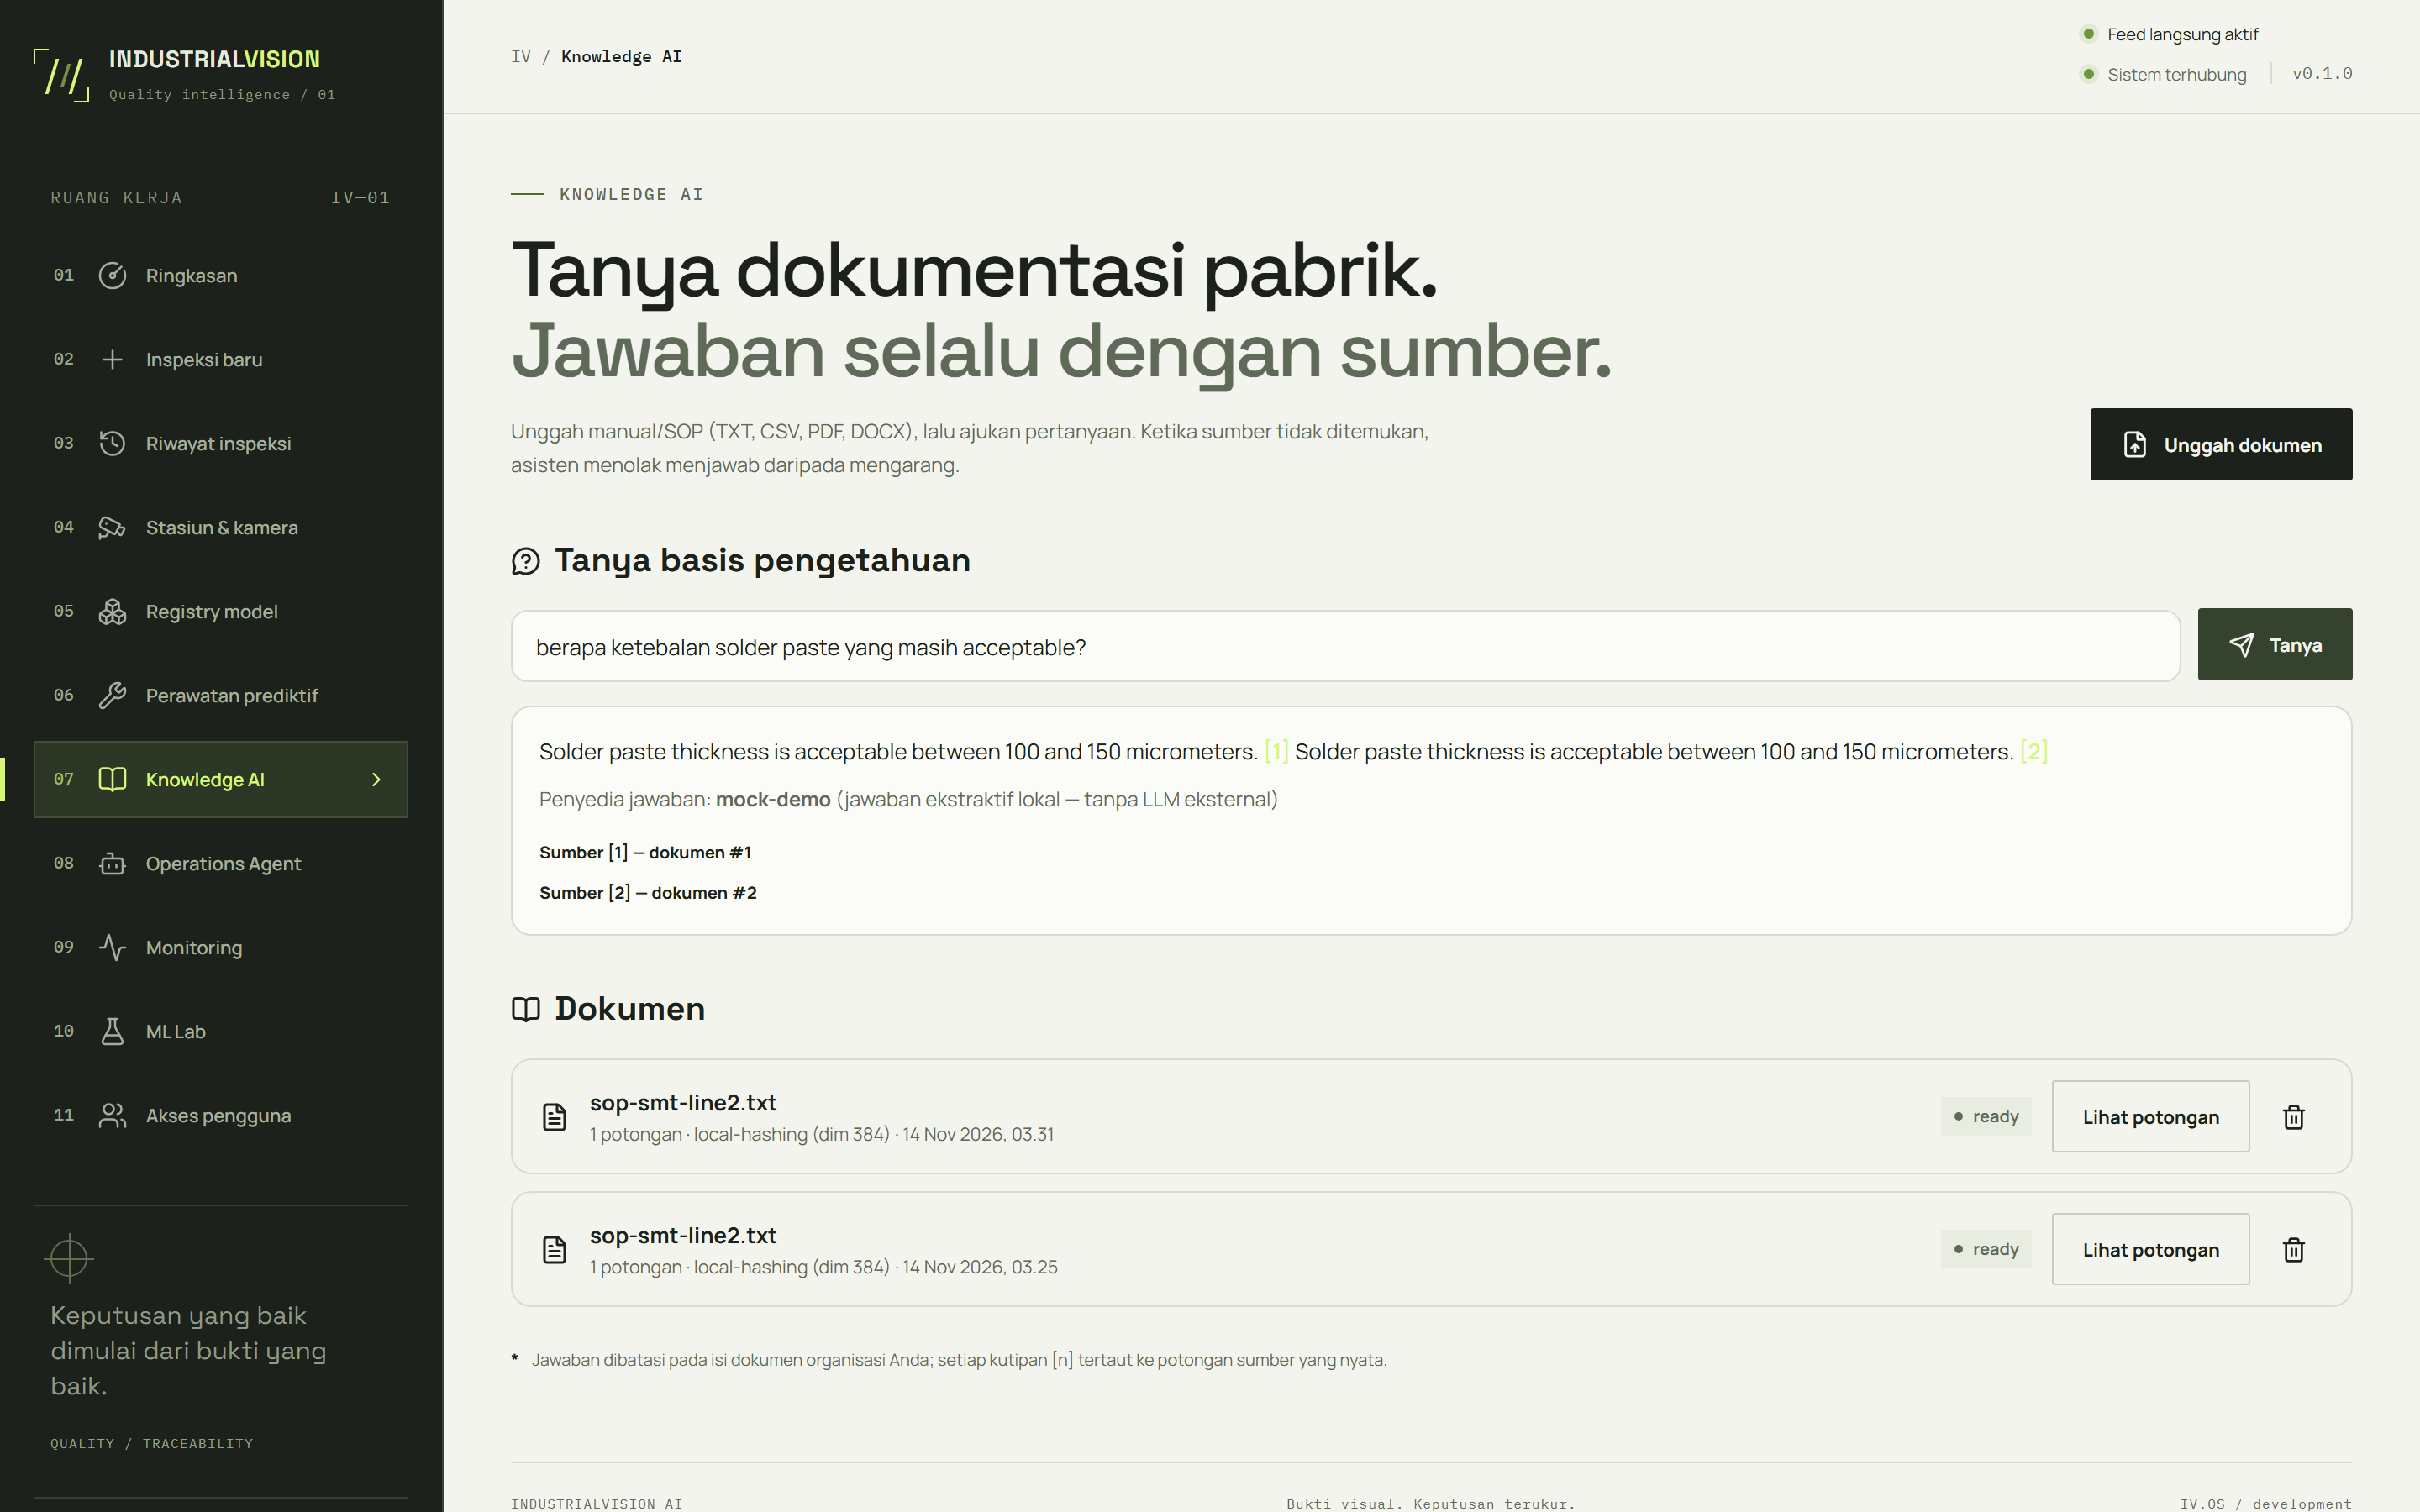 INDUSTRIALVISION
Quality intelligence / 01
RUANG KERJA IV—01
01 Ringkasan
02 Inspeksi baru
03 Riwayat inspeksi
04 Stasiun & kamera
05 Registry model
06 Perawatan prediktif
07 Knowledge AI
08 Operations Agent
09 Monitoring
10 ML Lab
11 Akses pengguna
Keputusan yang baik
dimulai dari bukti yang
baik.
QUALITY / TRACEABILITY
IV / Knowledge AI
Feed langsung aktif
Sistem terhubung v0.1.0
KNOWLEDGE AI
Tanya dokumentasi pabrik.
Jawaban selalu dengan sumber.
Unggah manual/SOP (TXT, CSV, PDF, DOCX), lalu ajukan pertanyaan. Ketika sumber tidak ditemukan,
asisten menolak menjawab daripada mengarang.
Unggah dokumen
Tanya basis pengetahuan
berapa ketebalan solder paste yang masih acceptable?
Tanya
Solder paste thickness is acceptable between 100 and 150 micrometers. [1] Solder paste thickness is acceptable between 100 and 150 micrometers. [2]
Penyedia jawaban: mock-demo (jawaban ekstraktif lokal — tanpa LLM eksternal)
Sumber [1] — dokumen #1
Sumber [2] — dokumen #2
Dokumen
sop-smt-line2.txt
1 potongan · local-hashing (dim 384) · 14 Nov 2026, 03.31
ready
Lihat potongan
sop-smt-line2.txt
1 potongan · local-hashing (dim 384) · 14 Nov 2026, 03.25
ready
Lihat potongan
* Jawaban dibatasi pada isi dokumen organisasi Anda; setiap kutipan [n] tertaut ke potongan sumber yang nyata.
INDUSTRIALVISION AI
Bukti visual. Keputusan terukur.
IV.OS / development